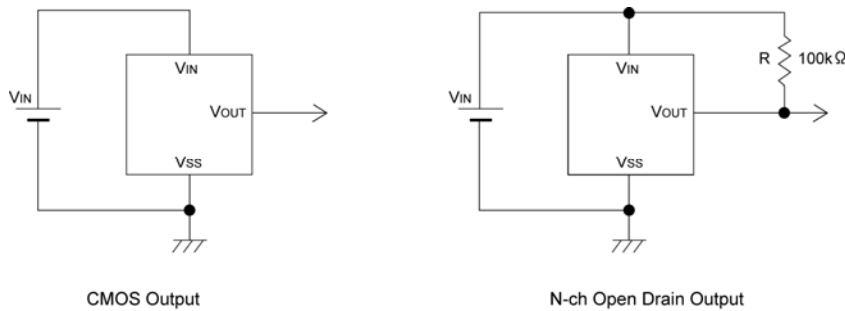 VIN
VIN
VOUT
VSS
CMOS Output
VIN
VIN
R 100kΩ
VOUT
VSS
N-ch Open Drain Output